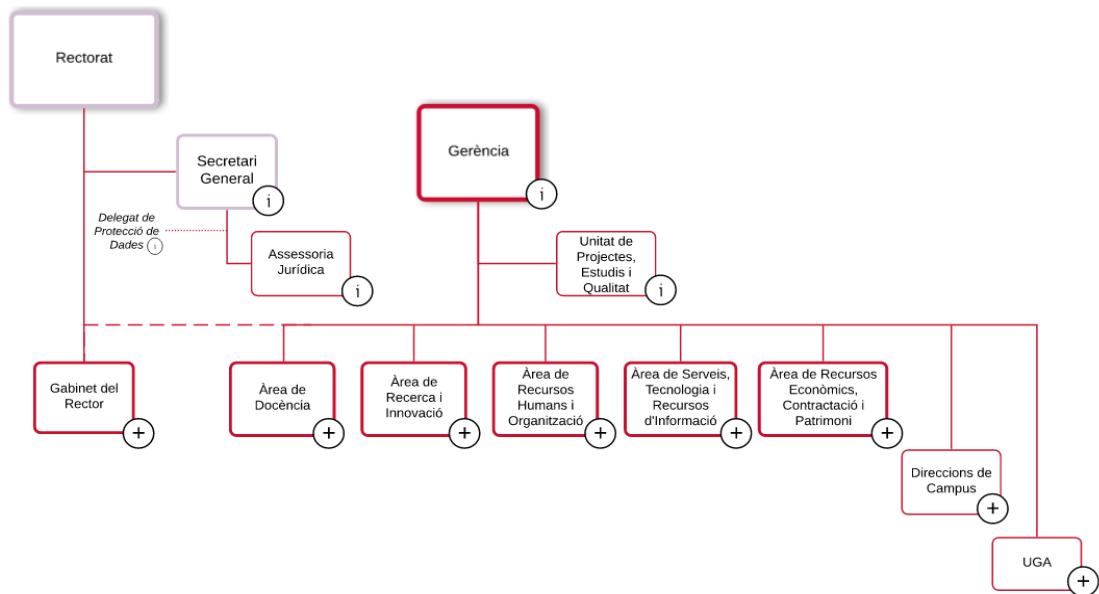 Rectorat
Gerència
Secretari
General
i
i
Delegat de
Protecció de
Dades i
Assessoria
Jurídica
i
Unitat de
Projectes,
Estudis i
Qualitat
i
Gabinet del
Rector
+
Àrea de
Docència
+
Àrea de
Recerca i
Innovació
+
Àrea de
Recursos
Humans i
Organització
+
Àrea de Serveis,
Tecnologia i
Recursos
d'Informació
+
Àrea de Recursos
Econòmics,
Contractació i
Patrimoni
+
Direccions de
Campus
+
UGA
+